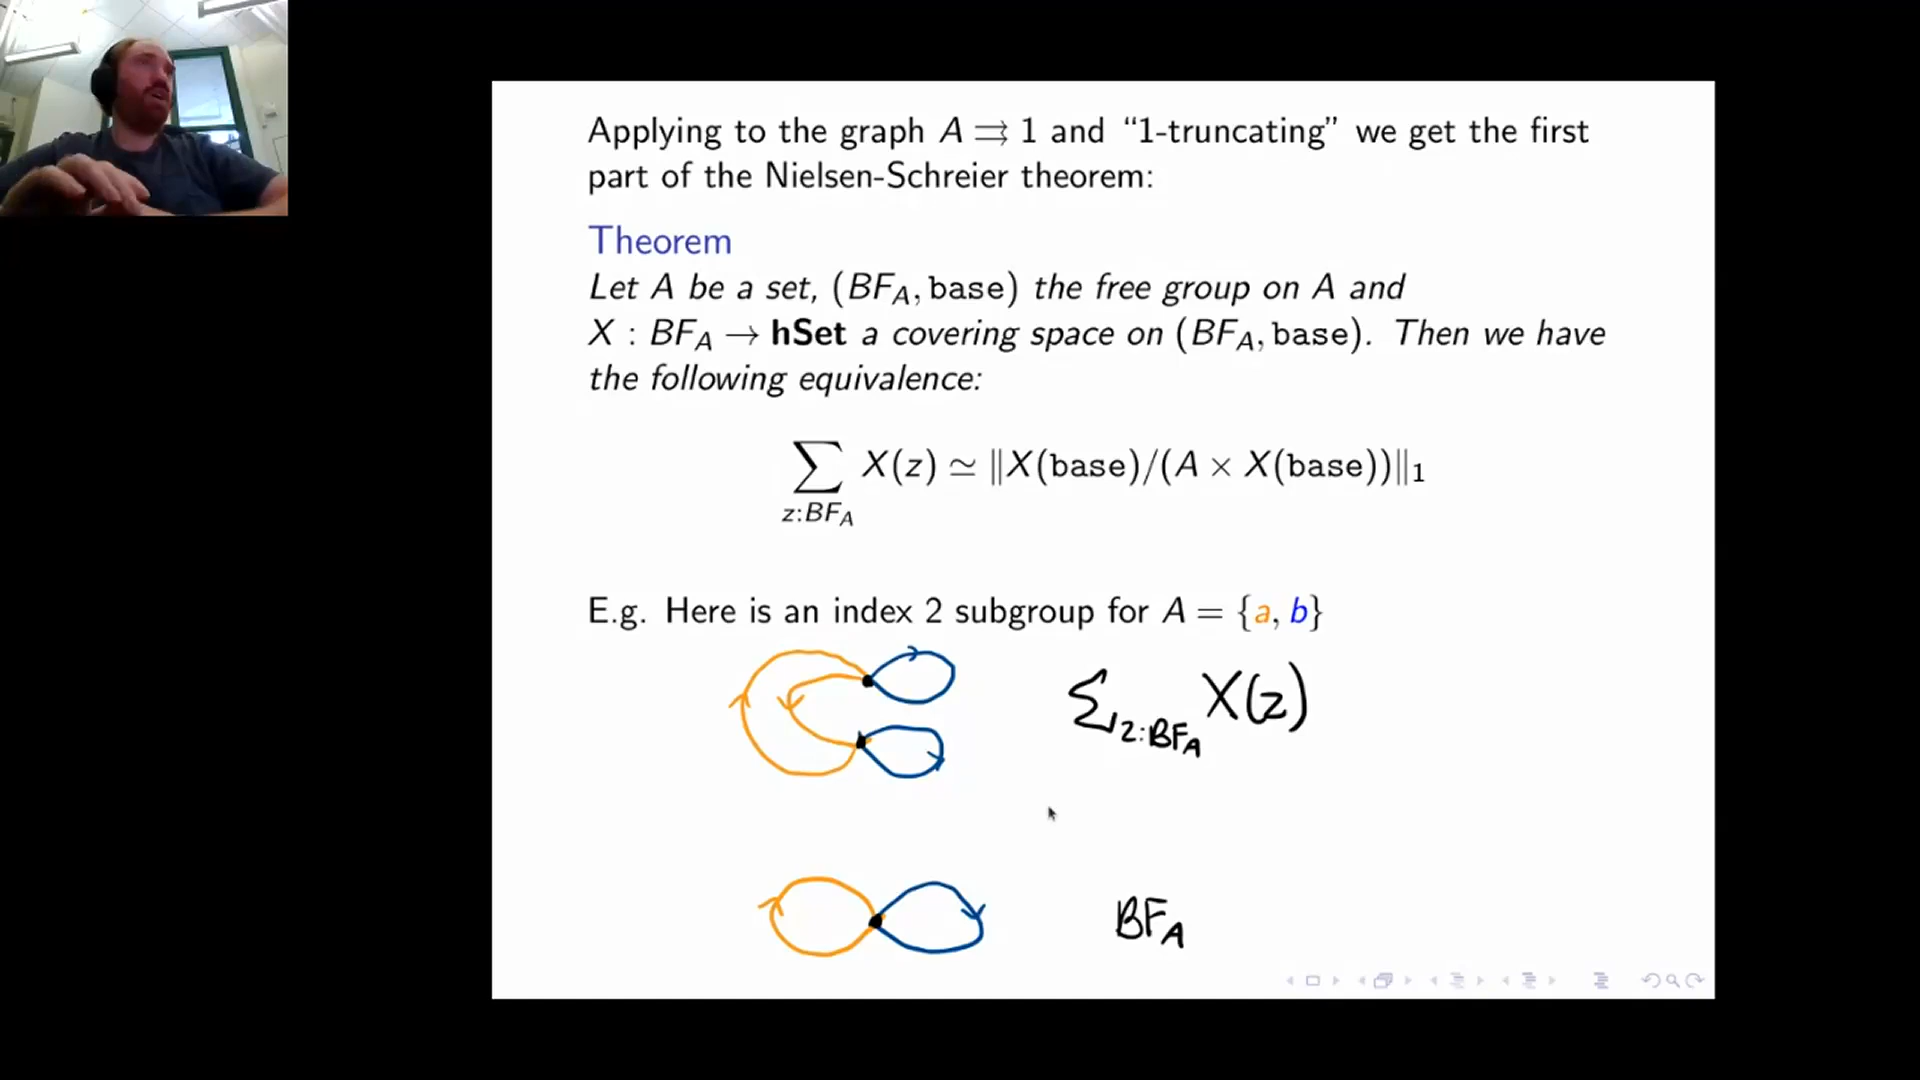 Applying to the graph A ⇉ 1 and “1-truncating” we get the first
part of the Nielsen-Schreier theorem:
Theorem
Let A be a set, (BF_A, base) the free group on A and
X : BF_A → hSet a covering space on (BF_A, base). Then we have
the following equivalence:
∑_{z:BF_A} X(z) ≃ ‖X(base)/(A × X(base))‖₁
E.g. Here is an index 2 subgroup for A = {a, b}
∑_{z:BF_A} X(z)
BF_A